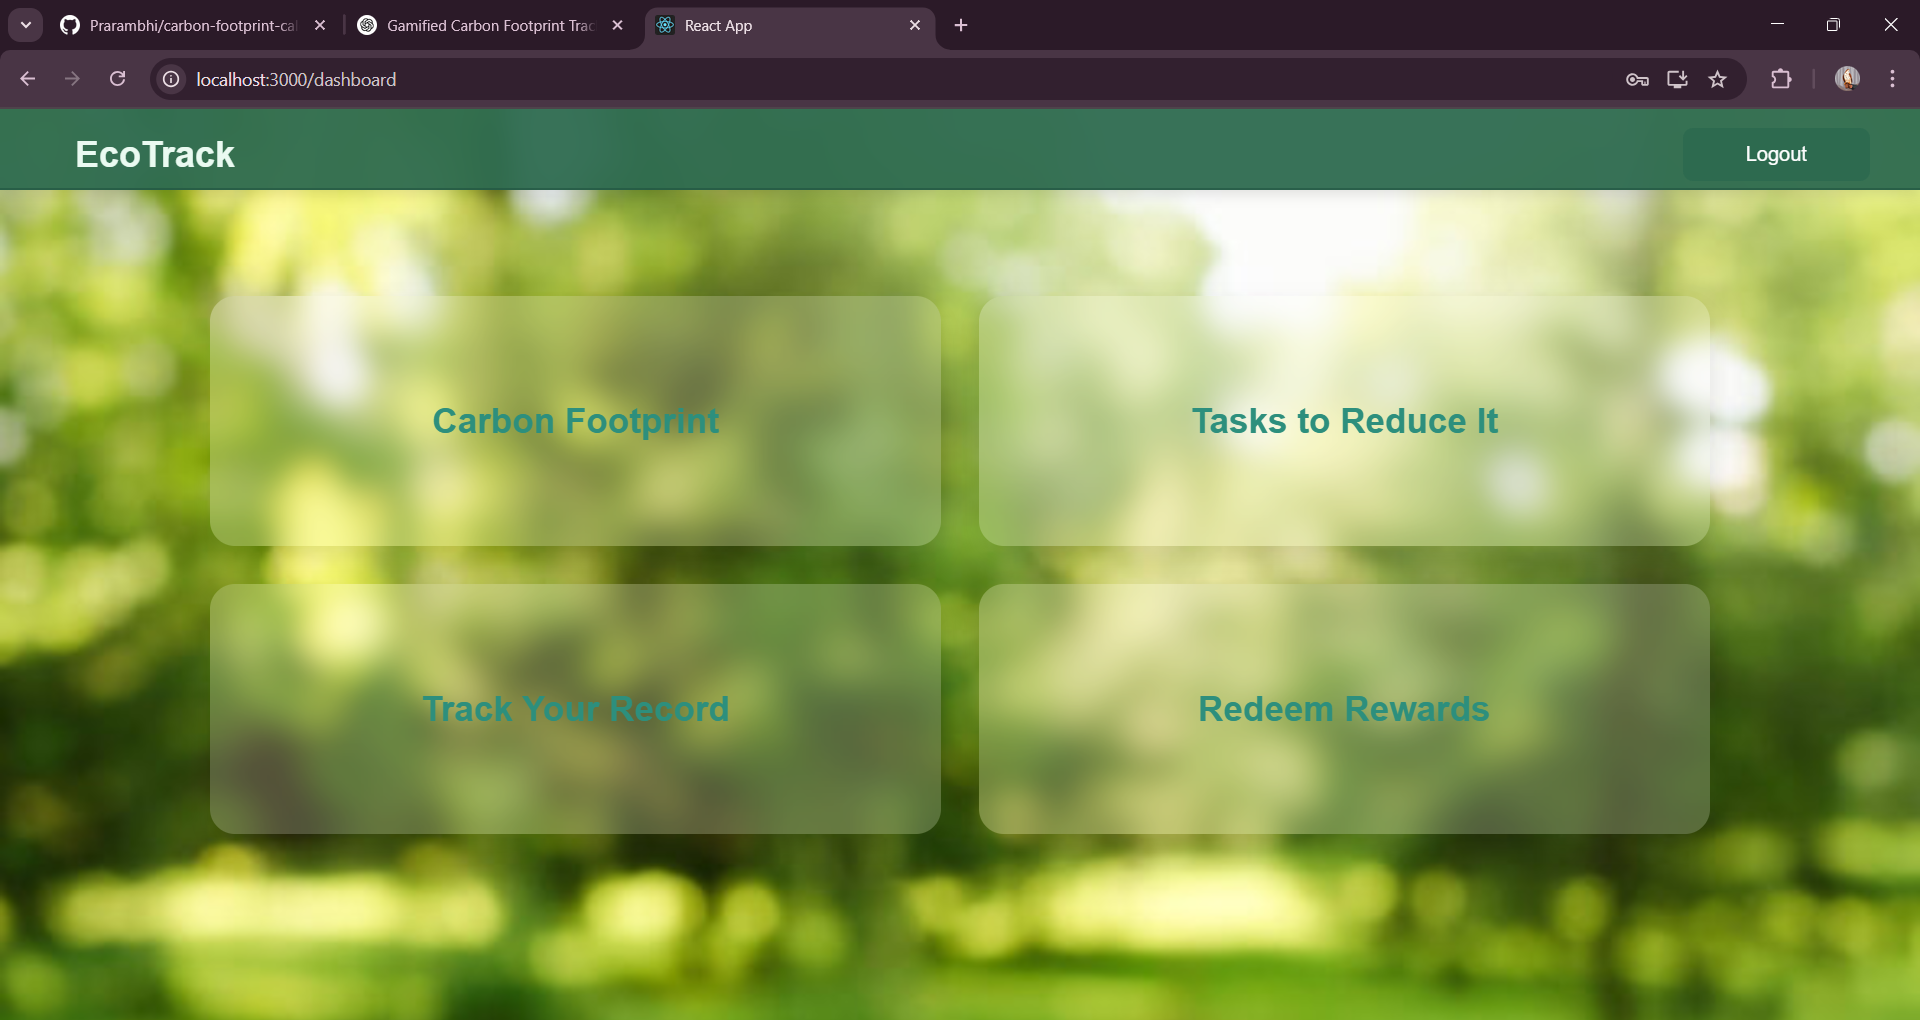 Prarambhi/carbon-footprint-cal
Gamified Carbon Footprint Trac
React App
localhost:3000/dashboard
EcoTrack
Logout
Carbon Footprint
Tasks to Reduce It
Track Your Record
Redeem Rewards